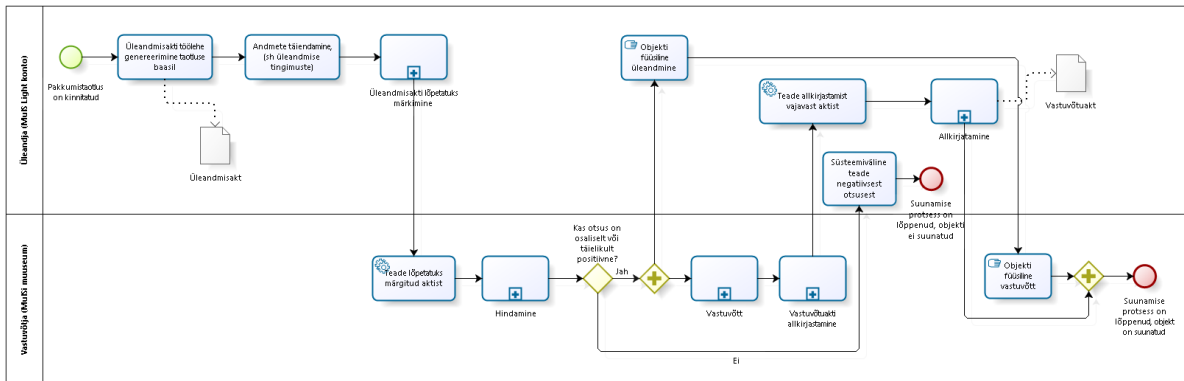 Üleandja (MuIS Light konto)
Pakkumistaotlus
on kinnitatud
Üleandmisakti töölehe
genereerimine taotluse
baasil
Üleandmisakt
Andmete täiendamine,
(sh üleandmise
tingimuste)
Üleandmisakti lõpetatuks
märkimine
Objekti
füüsiline
üleandmine
Teade allkirjastamist
vajavast aktist
Allkirjatamine
Vastuvõtuakt
Süsteemiväline
teade
negatiivsest
otsusest
Suunamise
protsess on
lõppenud, objekti
ei suunatud
Vastuvõtja (MuISi muuseum)
Teade lõpetatuks
märgitud aktist
Hindamine
Kas otsus on
osaliselt või
täielikult
positiivne?
Jah
Ei
Vastuvõtt
Vastuvõtuakti
allkirjastamine
Objekti
füüsiline
vastuvõtt
Suunamise
protsess on
lõppenud, objekt
on suunatud